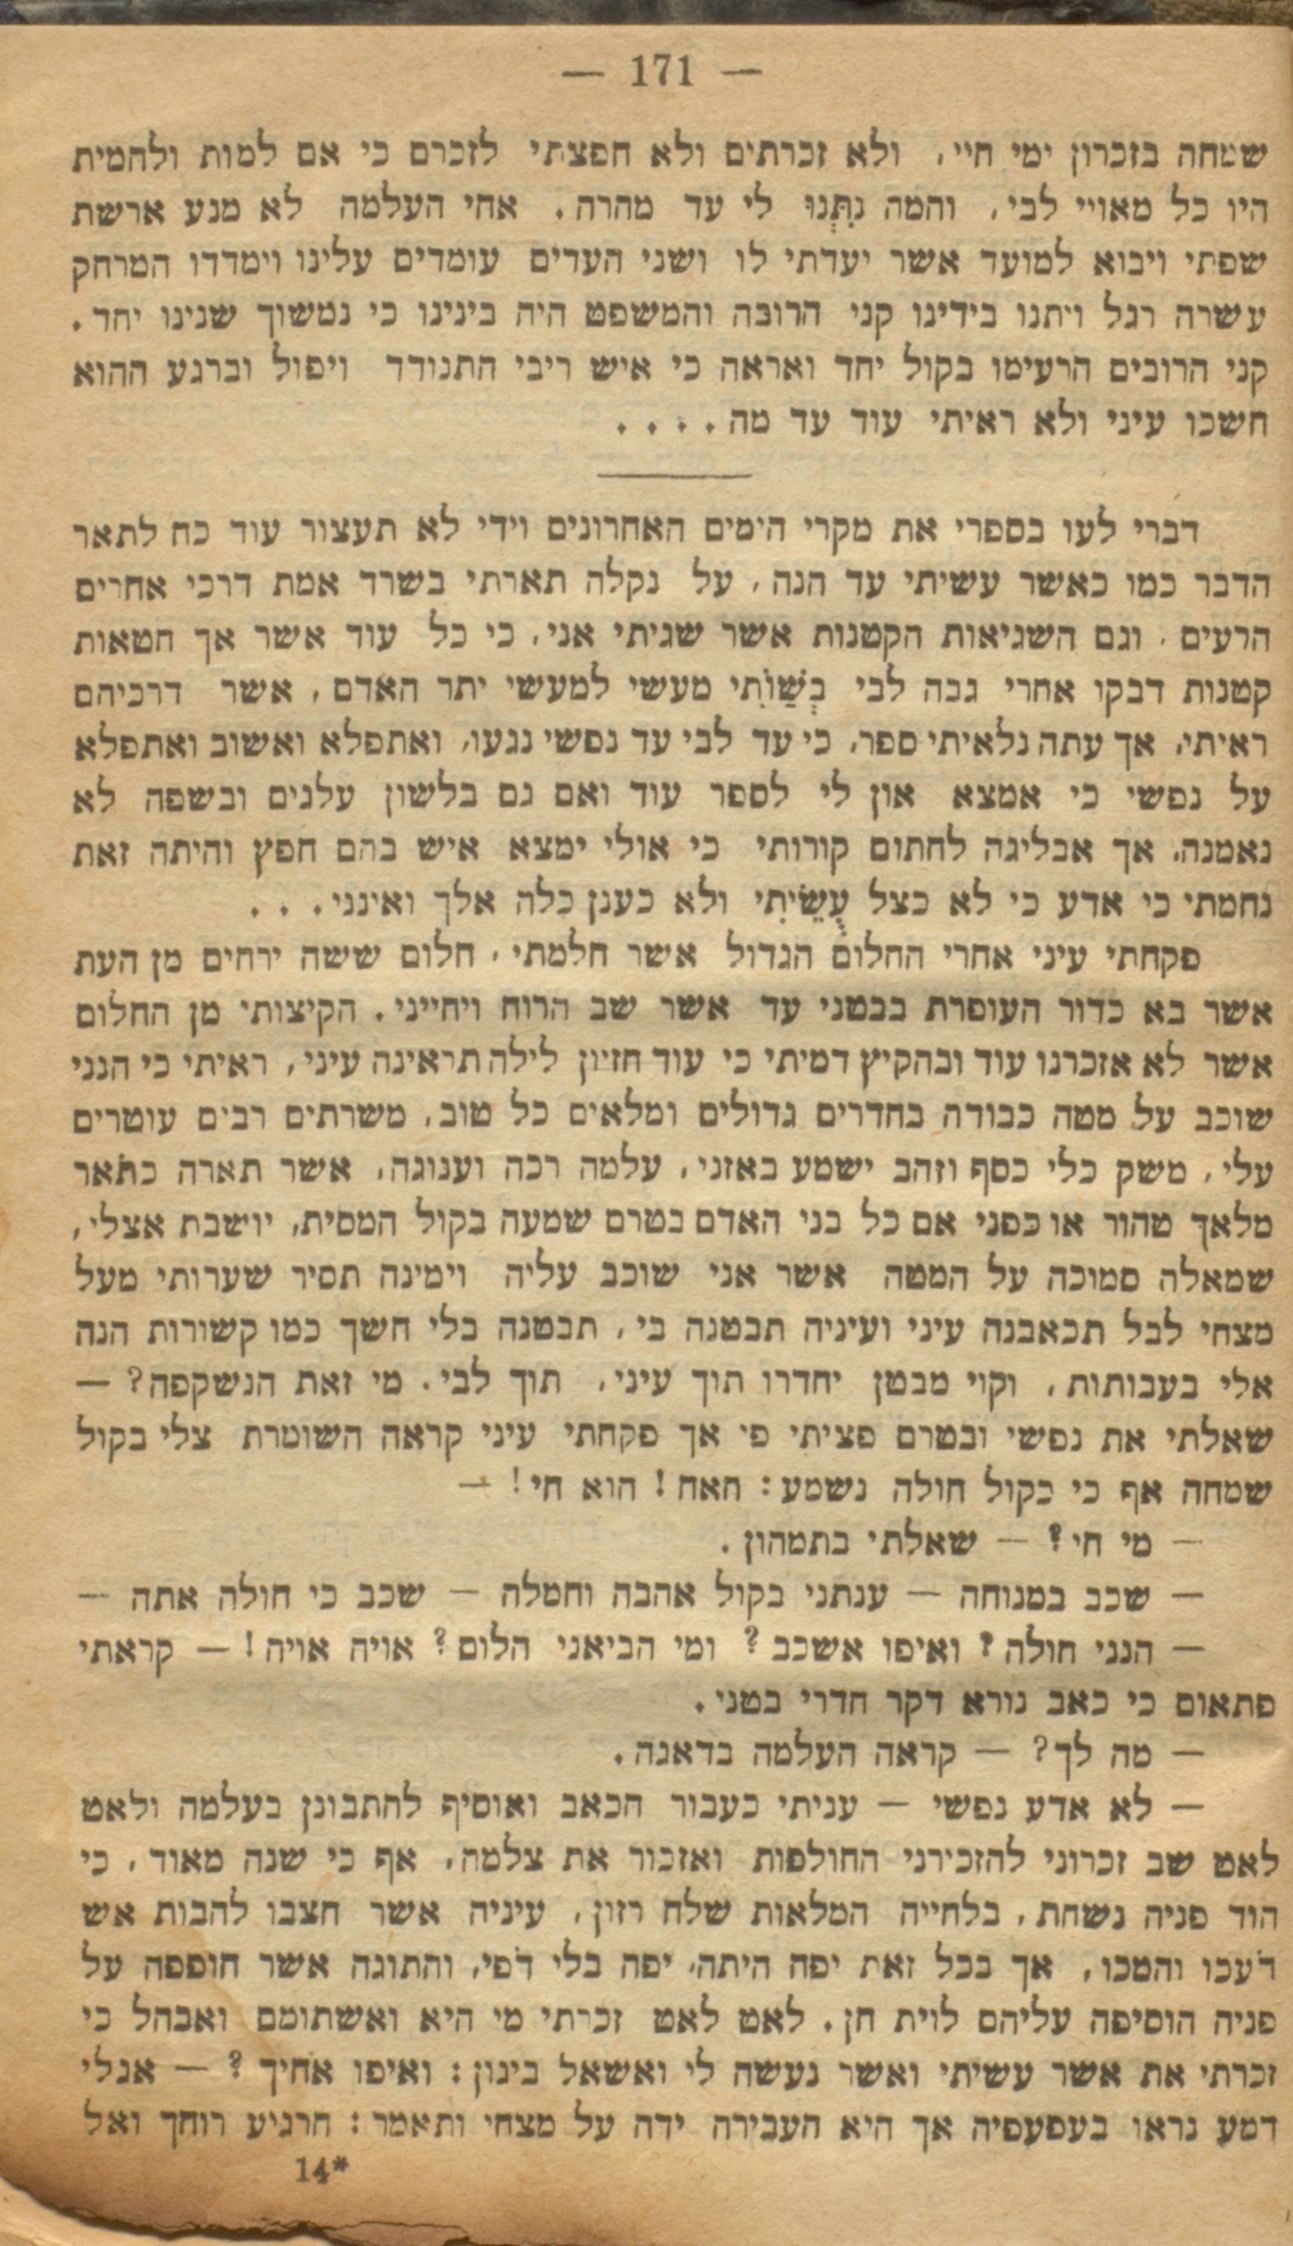 — 171 —
שמחה בזכרון ימי חיי, ולא זכרתים ולא חפצתי לזכרם כי אם למות ולהמית
היו כל מאויי לבי, והמה נִתְּנוּ לי עד מהרה. אחי העלמה לא מנע ארשת
שפתי ויבוא למועד אשר יעדתי לו ושני העדים עומדים עלינו וימדדו המרחק
עשרה רגל ויתנו בידינו קני הרובה והמשפט היה בינינו כי נמשוך שנינו יחד.
קני הרובים הרעימו בקול יחד ואראה כי איש ריבי התנודד ויפול וברגע ההוא
חשכו עיני ולא ראיתי עוד עד מה. . . .
דברי לעו בספרי את מקרי הימים האחרונים וידי לא תעצור עוד כח לתאר
הדבר כמו כאשר עשיתי עד הנה, על נקלה תארתי בשרד אמת דרכי אחרים
הרעים, וגם השגיאות הקטנות אשר שגיתי אני, כי כל עוד אשר אך חטאות
קטנות דבקו אחרי גבה לבי בְשַׁוֹתִי מעשי למעשי יתר האדם, אשר דרכיהם
ראיתי, אך עתה נלאיתי ספר, כי עד לבי עד נפשי נגעו, ואתפלא ואשוב ואתפלא
על נפשי כי אמצא און לי לספר עוד ואם גם בלשון עלגים ובשפה לא
נאמנה, אך אבליגה לחתום קורותי כי אולי ימצא איש בהם חפץ והיתה זאת
נחמתי כי אדע כי לא כצל עֻשֵׂיתִי ולא כענן כלה אלך ואינני. . .
פקחתי עיני אחרי החלום הגדול אשר חלמתי, חלום ששה ירחים מן העת
אשר בא כדור העופרת בבטני עד אשר שב הרוח ויחייני. הקיצותי מן החלום
אשר לא אזכרנו עוד ובהקיץ דמיתי כי עוד חזיון לילה תראינה עיני, ראיתי כי הנני
שוכב על מטה כבודה בחדרים גדולים ומלאים כל טוב, משרתים רבים עוטרים
עלי, משק כלי כסף וזהב ישמע באזני, עלמה רכה וענוגה, אשר תארה כתאר
מלאך טהור או כפני אם כל בני האדם בטרם שמעה בקול המסית, יושבת אצלי,
שמאלה סמוכה על המטה אשר אני שוכב עליה וימינה תסיר שערותי מעל
מצחי לבל תכאבנה עיני ועיניה תבטנה בי, תבטנה בלי חשך כמו קשורות הנה
אלי בעבותות, וקוי מבטן יחדרו תוך עיני, תוך לבי. מי זאת הנשקפה? —
שאלתי את נפשי ובטרם פציתי פי אך פקחתי עיני קראה השומרת צלי בקול
שמחה אף כי כקול חולה נשמע: האח! הוא חי! —
— מי חי? — שאלתי בתמהון.
— שכב במנוחה — ענתני בקול אהבה וחמלה — שכב כי חולה אתה —
— הנני חולה? ואיפו אשכב? ומי הביאני הלום? אויה אויה! — קראתי
פתאום כי כאב נורא דקר חדרי בטני.
— מה לך? — קראה העלמה בדאגה.
— לא אדע נפשי — עניתי כעבור הכאב ואוסיף להתבונן בעלמה ולאט
לאט שב זכרוני להזכירני החולפות ואזכור את צלמה, אף כי שנה מאוד, כי
הוד פניה נשחת, בלחייה המלאות שלח רזון, עיניה אשר חצבו להבות אש
דעכו והטכו, אך בכל זאת יפה היתה, יפה בלי דפי, והתוגה אשר חופפה על
פניה הוסיפה עליהם לוית חן. לאט לאט זכרתי מי היא ואשתומם ואבהל כי
זכרתי את אשר עשיתי ואשר נעשה לי ואשאל ביגון: ואיפו אחיך? — אגלי
דמע נראו בעפעפיה אך היא העבירה ידה על מצחי ותאמר: הרגיע רוחך ואל
14*